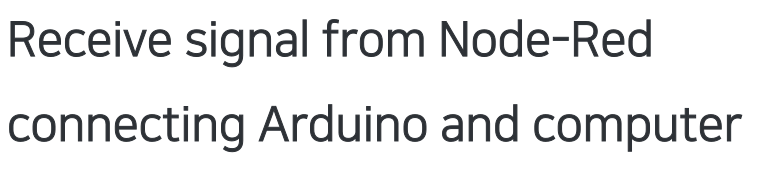 Receive signal from Node-Red
connecting Arduino and computer